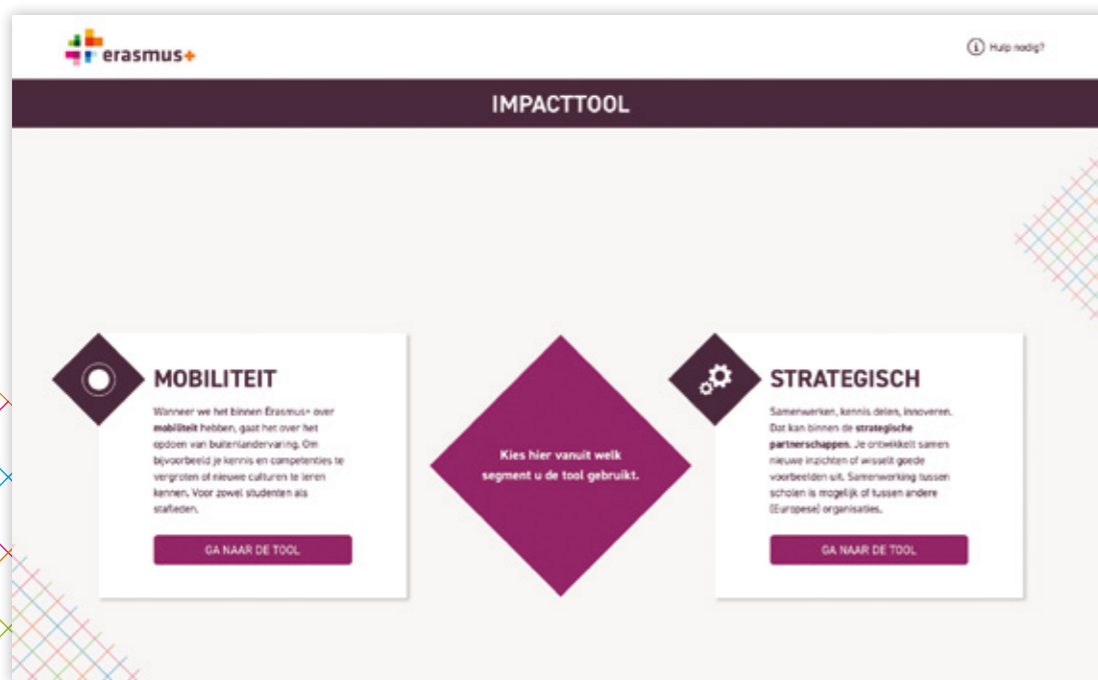 erasmus+
Hulp nodig?
IMPACTTOOL
MOBILITEIT
Wanneer we het binnen Erasmus+ over
mobiliteit hebben, gaat het over het
opdoen van buitenlandervaring. Om
bijvoorbeeld je kennis en competenties te
vergroten of nieuwe culturen te leren
kennen. Voor zowel studenten als
stafleden.
GA NAAR DE TOOL
Kies hier vanuit welk
segment u de tool gebruikt.
STRATEGISCH
Samenwerken, kennis delen, innoveren.
Dat kan binnen de strategische
partnerschappen. Je ontwikkelt samen
nieuwe inzichten of wisselt goede
voorbeelden uit. Samenwerking tussen
scholen is mogelijk of tussen andere
(Europese) organisaties.
GA NAAR DE TOOL